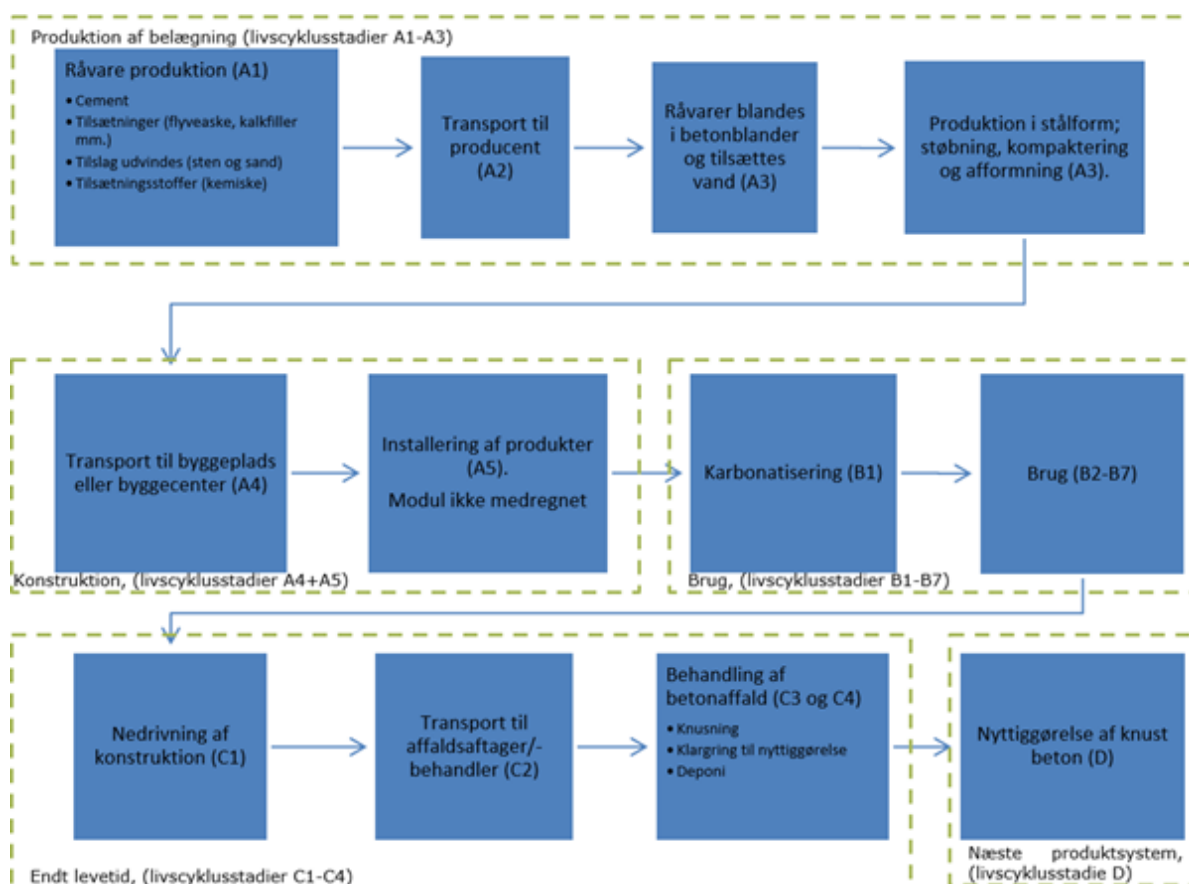 Produktion af belægning (livscyklusstadier A1-A3)
Råvare produktion (A1)
• Cement
• Tilsætninger (flyveaske, kalkfiller
mm.)
• Tilslag udvindes (sten og sand)
• Tilsætningsstoffer (kemiske)
Transport til
producent
(A2)
Råvarer blandes
i betonblander
og tilsættes
vand (A3)
Produktion i stålform;
støbning, kompaktering
og afformning (A3).
Transport til byggeplads
eller byggecenter (A4)
Installering af produkter
(A5).
Modul ikke medregnet
Konstruktion, (livscyklusstadier A4+A5)
Karbonatisering (B1)
Brug (B2-B7)
Brug, (livscyklusstadier B1-B7)
Nedrivning af
konstruktion (C1)
Transport til
affaldsaftager/-
behandler (C2)
Behandling af
betonaffald (C3 og C4)
• Knusning
• Klargring til nyttiggørelse
• Deponi
Endt levetid, (livscyklusstadier C1-C4)
Nyttiggørelse af knust
beton (D)
Næste produktsystem,
(livscyklusstadie D)